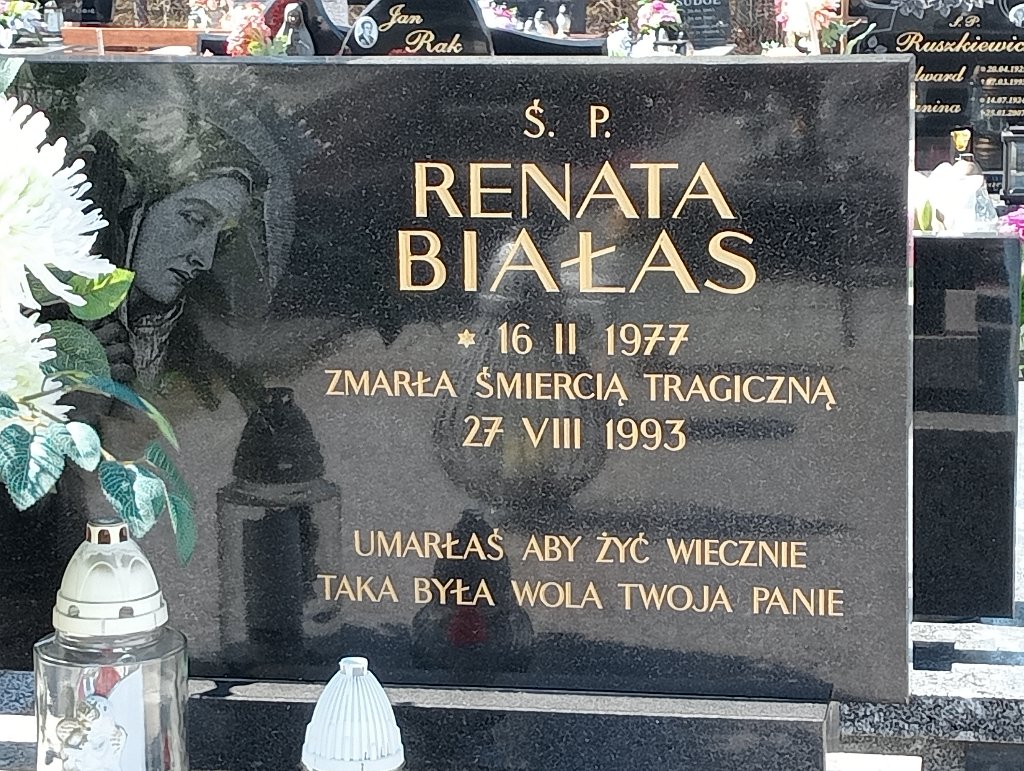 Jan
Rak
Ś.P.
Ruszkiewicz
Ś. P.
RENATA
BIAŁAS
* 16 II 1977
ZMARŁA ŚMIERCIĄ TRAGICZNĄ
27 VIII 1993
UMARŁAŚ ABY ŻYĆ WIECZNIE
TAKA BYŁA WOLA TWOJA PANIE